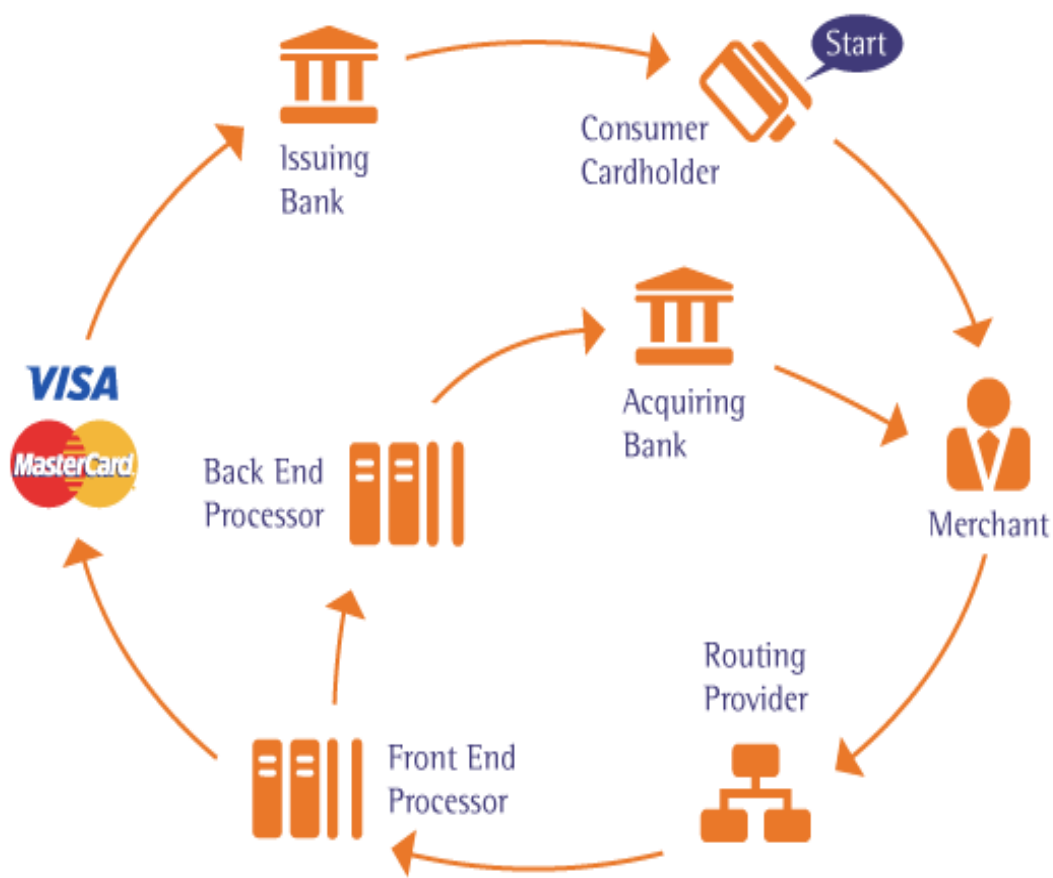 Start
Consumer
Cardholder
Issuing
Bank
Acquiring
Bank
VISA
MasterCard
Back End
Processor
Merchant
Routing
Provider
Front End
Processor